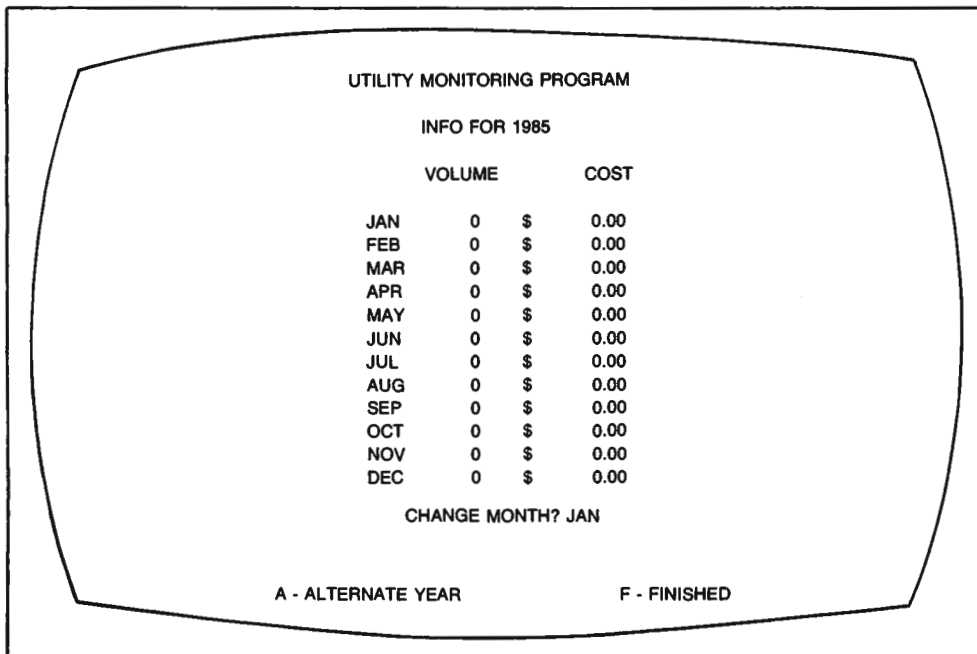 UTILITY MONITORING PROGRAM
INFO FOR 1985
VOLUME COST
JAN 0 $ 0.00
FEB 0 $ 0.00
MAR 0 $ 0.00
APR 0 $ 0.00
MAY 0 $ 0.00
JUN 0 $ 0.00
JUL 0 $ 0.00
AUG 0 $ 0.00
SEP 0 $ 0.00
OCT 0 $ 0.00
NOV 0 $ 0.00
DEC 0 $ 0.00
CHANGE MONTH? JAN
A - ALTERNATE YEAR F - FINISHED